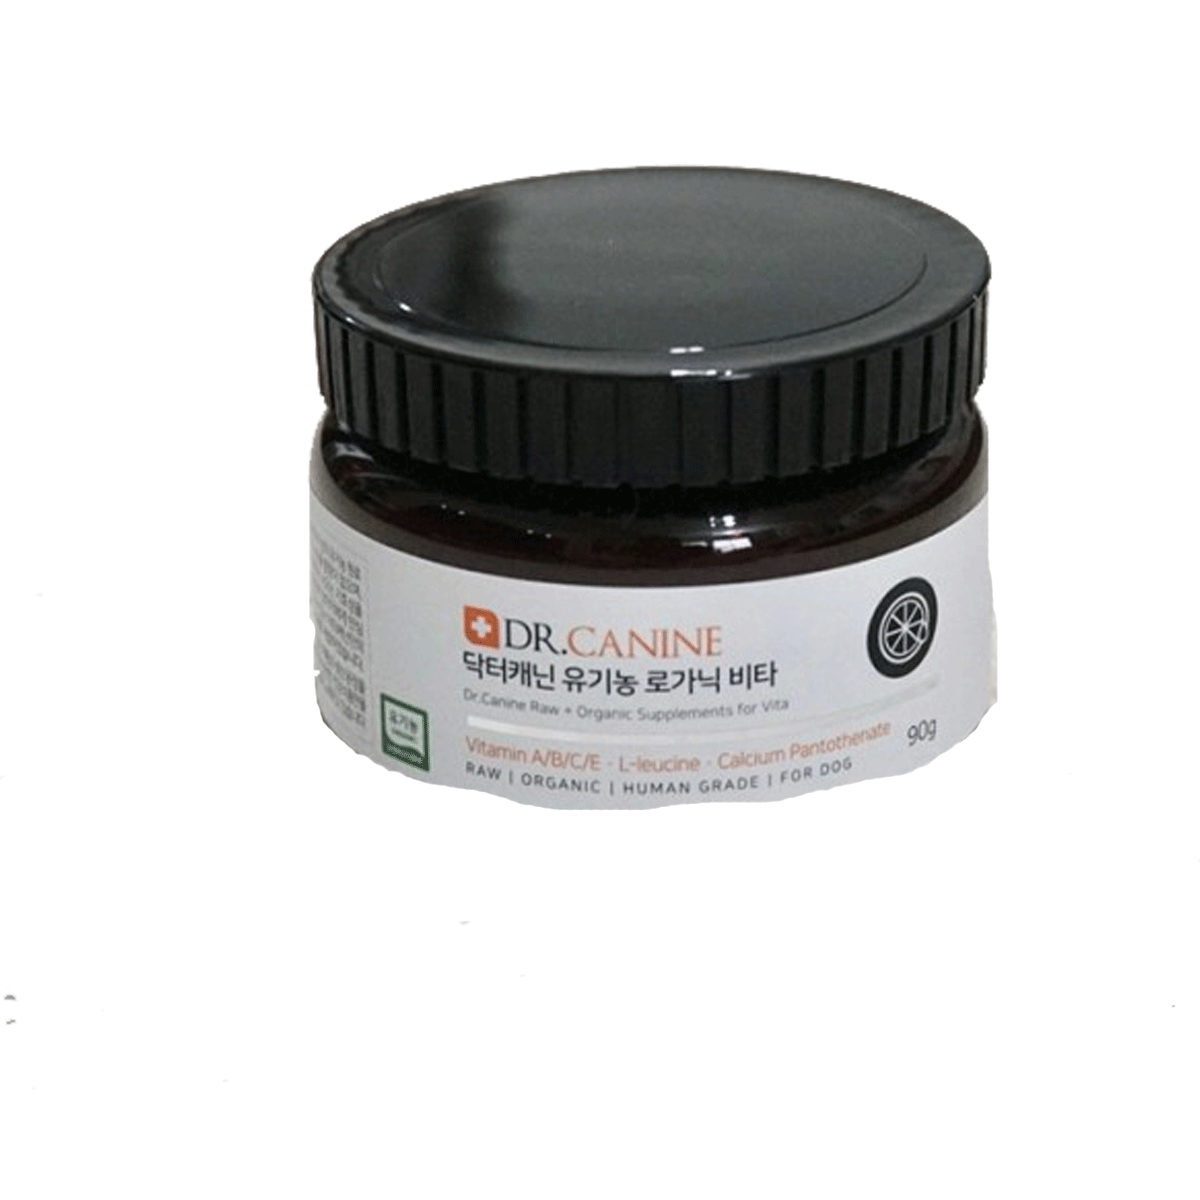 DR.CANINE
닥터캐닌 유기농 로가닉 비타
Dr.Canine Raw + Organic Supplements for Vita
Vitamin A/B/C/E · L-leucine · Calcium Pantothenate
90g
RAW | ORGANIC | HUMAN GRADE | FOR DOG
유기농